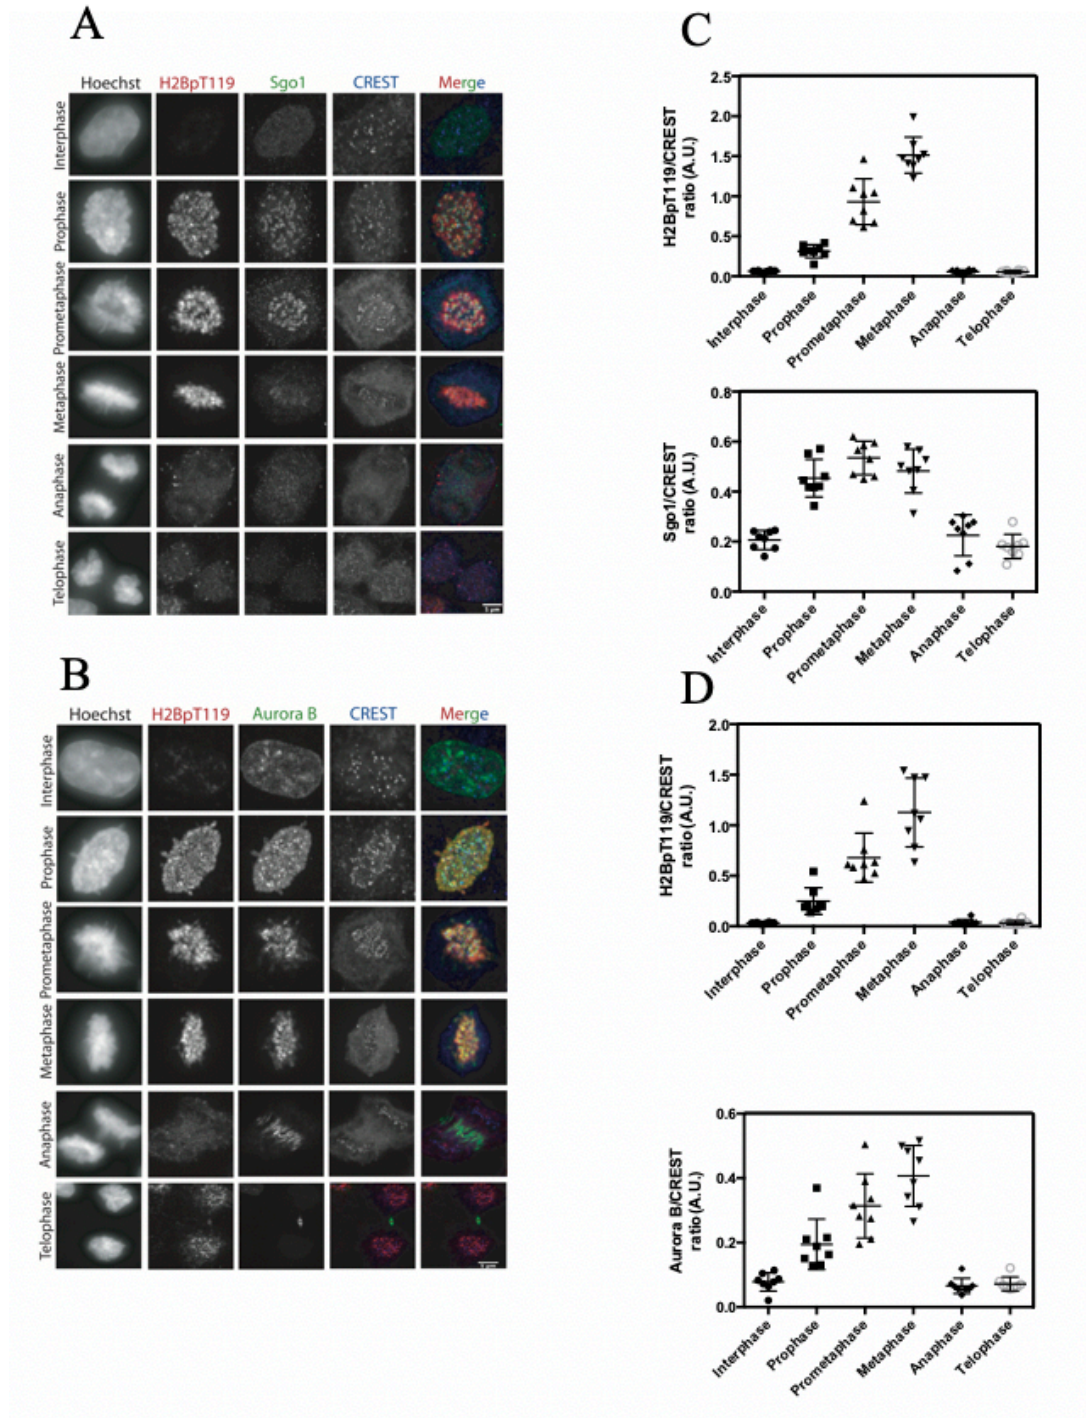 A
Hoechst H2BpT119 Sgo1 CREST Merge
Interphase
Prophase
Prometaphase
Metaphase
Anaphase
Telophase
B
Hoechst H2BpT119 Aurora B CREST Merge
Interphase
Prophase
Prometaphase
Metaphase
Anaphase
Telophase
C
H2BpT119/CREST
ratio (A.U.)
2.5
2.0
1.5
1.0
0.5
0.0
Interphase
Prophase
Prometaphase
Metaphase
Anaphase
Telophase
Sgo1/CREST
ratio (A.U.)
0.8
0.6
0.4
0.2
0.0
Interphase
Prophase
Prometaphase
Metaphase
Anaphase
Telophase
D
H2BpT119/CREST
ratio (A.U.)
2.0
1.5
1.0
0.5
0.0
Interphase
Prophase
Prometaphase
Metaphase
Anaphase
Telophase
Aurora B/CREST
ratio (A.U.)
0.6
0.4
0.2
0.0
Interphase
Prophase
Prometaphase
Metaphase
Anaphase
Telophase